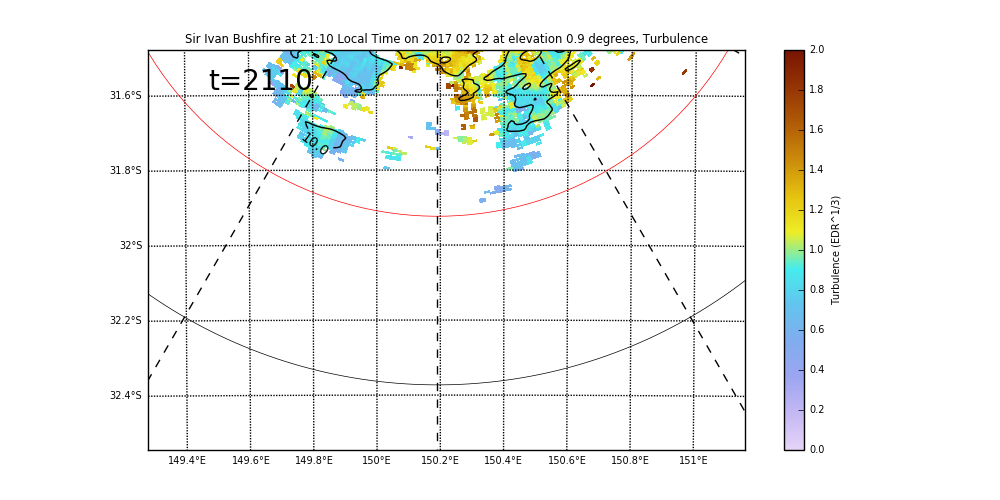 Sir Ivan Bushfire at 21:10 Local Time on 2017 02 12 at elevation 0.9 degrees, Turbulence
t=2110
10.0
0
0
31.6°S
31.8°S
32°S
32.2°S
32.4°S
149.4°E 149.6°E 149.8°E 150°E 150.2°E 150.4°E 150.6°E 150.8°E 151°E
2.0
1.8
1.6
1.4
1.2
1.0
0.8
0.6
0.4
0.2
0.0
Turbulence (EDR^1/3)